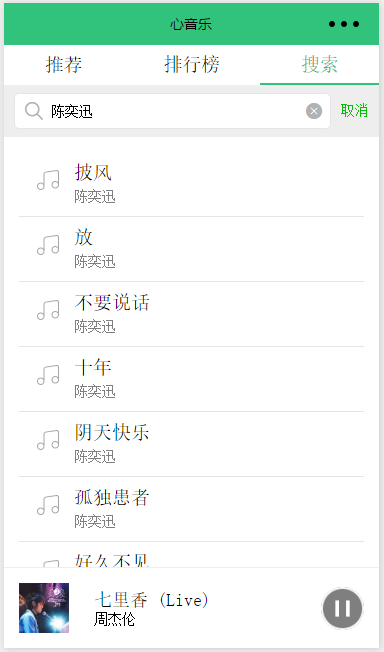 心音乐
推荐 排行榜 搜索
陈奕迅 取消
披风
陈奕迅
放
陈奕迅
不要说话
陈奕迅
十年
陈奕迅
阴天快乐
陈奕迅
孤独患者
陈奕迅
好久不见
七里香 (Live)
周杰伦